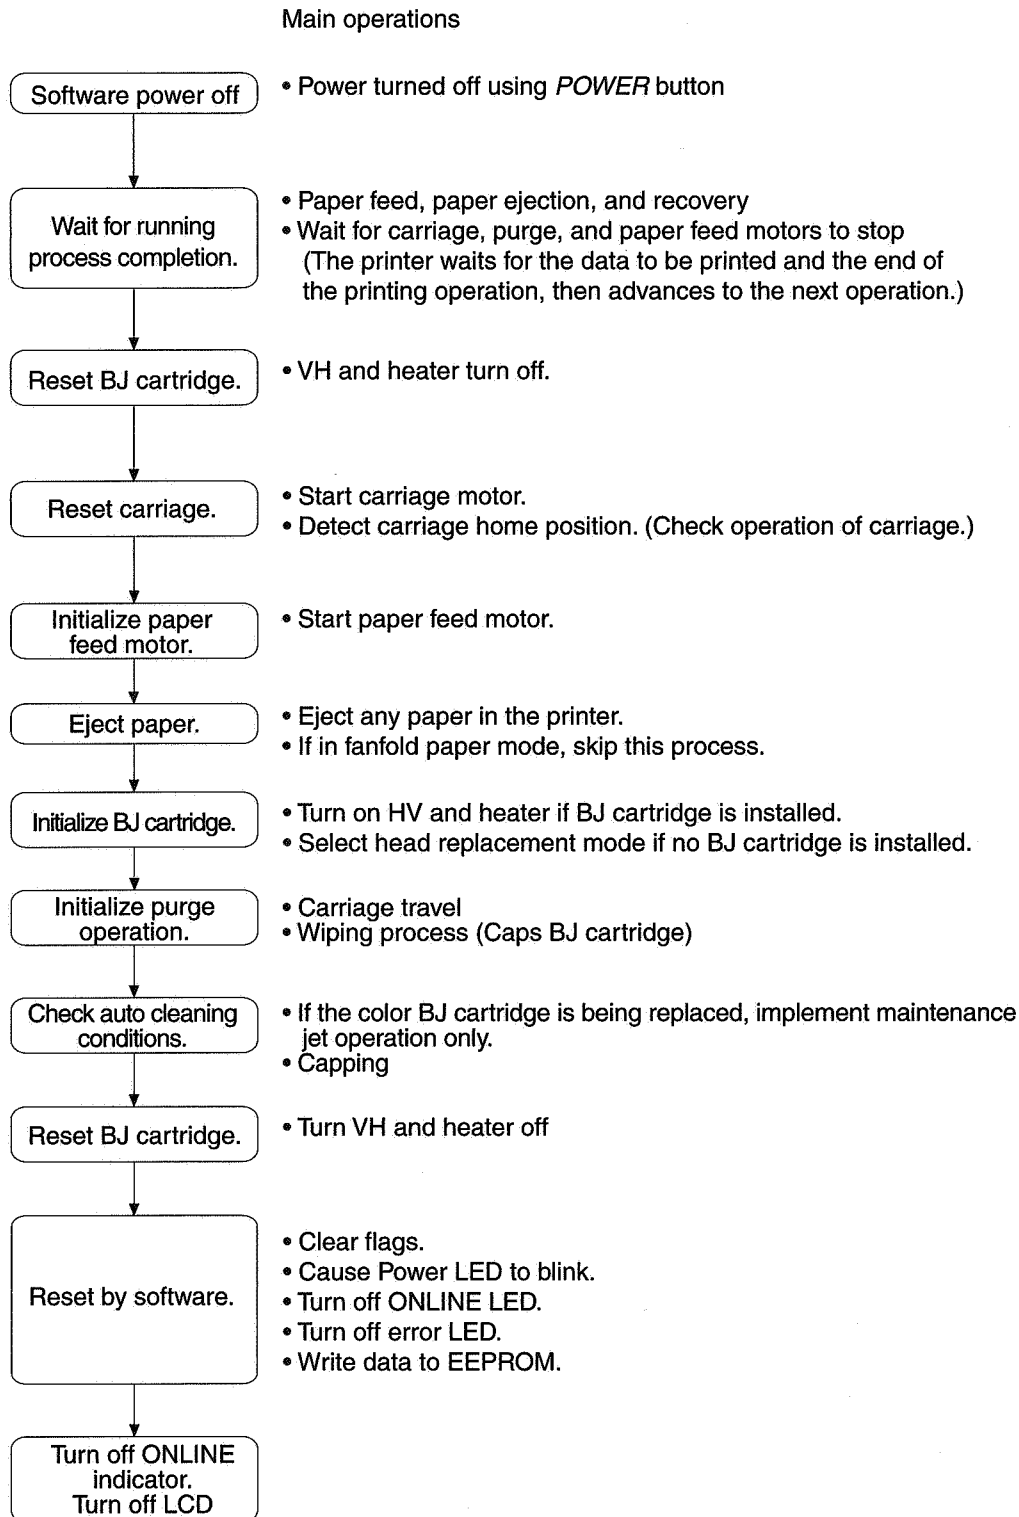 Main operations
Software power off
• Power turned off using POWER button
Wait for running
process completion.
• Paper feed, paper ejection, and recovery
• Wait for carriage, purge, and paper feed motors to stop
(The printer waits for the data to be printed and the end of
the printing operation, then advances to the next operation.)
Reset BJ cartridge.
• VH and heater turn off.
Reset carriage.
• Start carriage motor.
• Detect carriage home position. (Check operation of carriage.)
Initialize paper
feed motor.
• Start paper feed motor.
Eject paper.
• Eject any paper in the printer.
• If in fanfold paper mode, skip this process.
Initialize BJ cartridge.
• Turn on HV and heater if BJ cartridge is installed.
• Select head replacement mode if no BJ cartridge is installed.
Initialize purge
operation.
• Carriage travel
• Wiping process (Caps BJ cartridge)
Check auto cleaning
conditions.
• If the color BJ cartridge is being replaced, implement maintenance
jet operation only.
• Capping
Reset BJ cartridge.
• Turn VH and heater off
Reset by software.
• Clear flags.
• Cause Power LED to blink.
• Turn off ONLINE LED.
• Turn off error LED.
• Write data to EEPROM.
Turn off ONLINE
indicator.
Turn off LCD